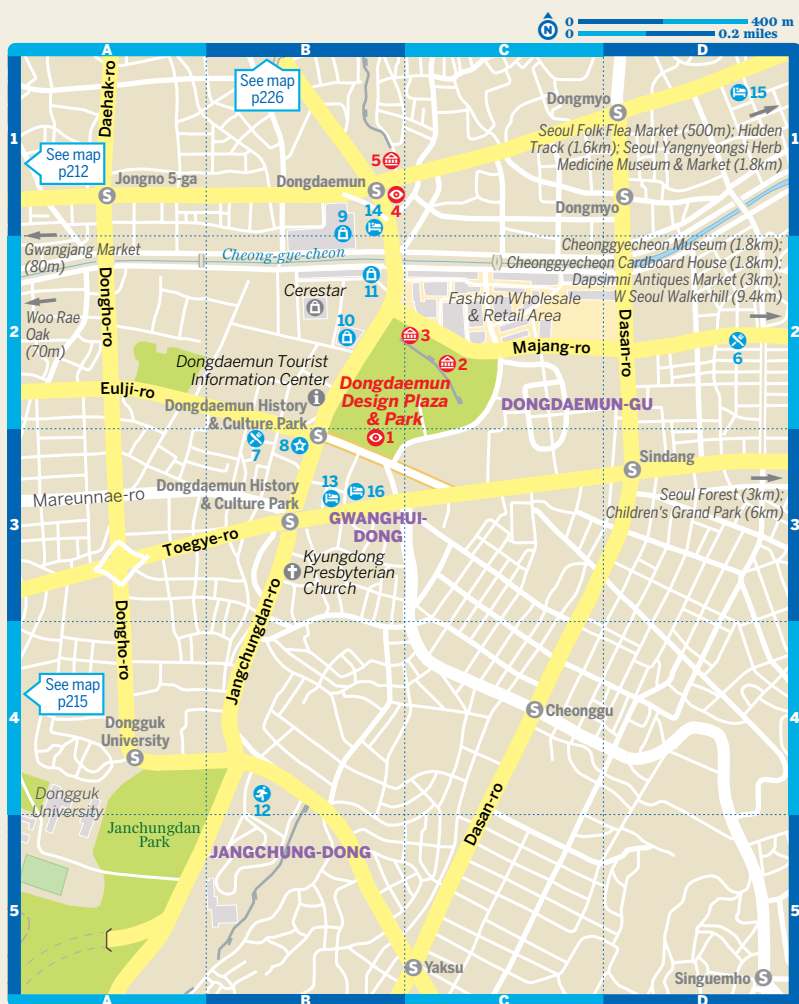 N
0 400 m
0 0.2 miles
A B C D
1
2
3
4
5
See map
p226
Daehak-ro
See map
p212
Jongno 5-ga
S
Dongdaemun
S
5
4
9
14
Dongmyo
S
15
Seoul Folk Flea Market (500m); Hidden
Track (1.6km); Seoul Yangnyeongsi Herb
Medicine Museum & Market (1.8km)
Dongmyo
S
Gwangjang Market
(80m)
Cheong-gye-cheon
11
Cheonggyecheon Museum (1.8km);
Cheonggyecheon Cardboard House (1.8km);
Dapsimni Antiques Market (3km);
W Seoul Walkerhill (9.4km)
Dongho-ro
Woo Rae
Oak
(70m)
Cerestar
10
Fashion Wholesale
& Retail Area
3
2
Majang-ro
Dasan-ro
6
Dongdaemun Tourist
Information Center
i
Eulji-ro
Dongdaemun
Design Plaza
& Park
1
DONGDAEMUN-GU
Dongdaemun History
& Culture Park
S
7
8
Sindang
S
Mareunnae-ro
Dongdaemun History
& Culture Park
S
13
16
Seoul Forest (3km);
Children's Grand Park (6km)
GWANGHUI-
DONG
Toegye-ro
Kyungdong
Presbyterian
Church
Dongho-ro
Jangchungdan-ro
See map
p215
Dongguk
University
S
Cheonggu
S
Dongguk
University
12
Janchungdan
Park
JANGCHUNG-DONG
Dasan-ro
Yaksu
S
Singuemho
S
1
2
3
4
5
A B C D